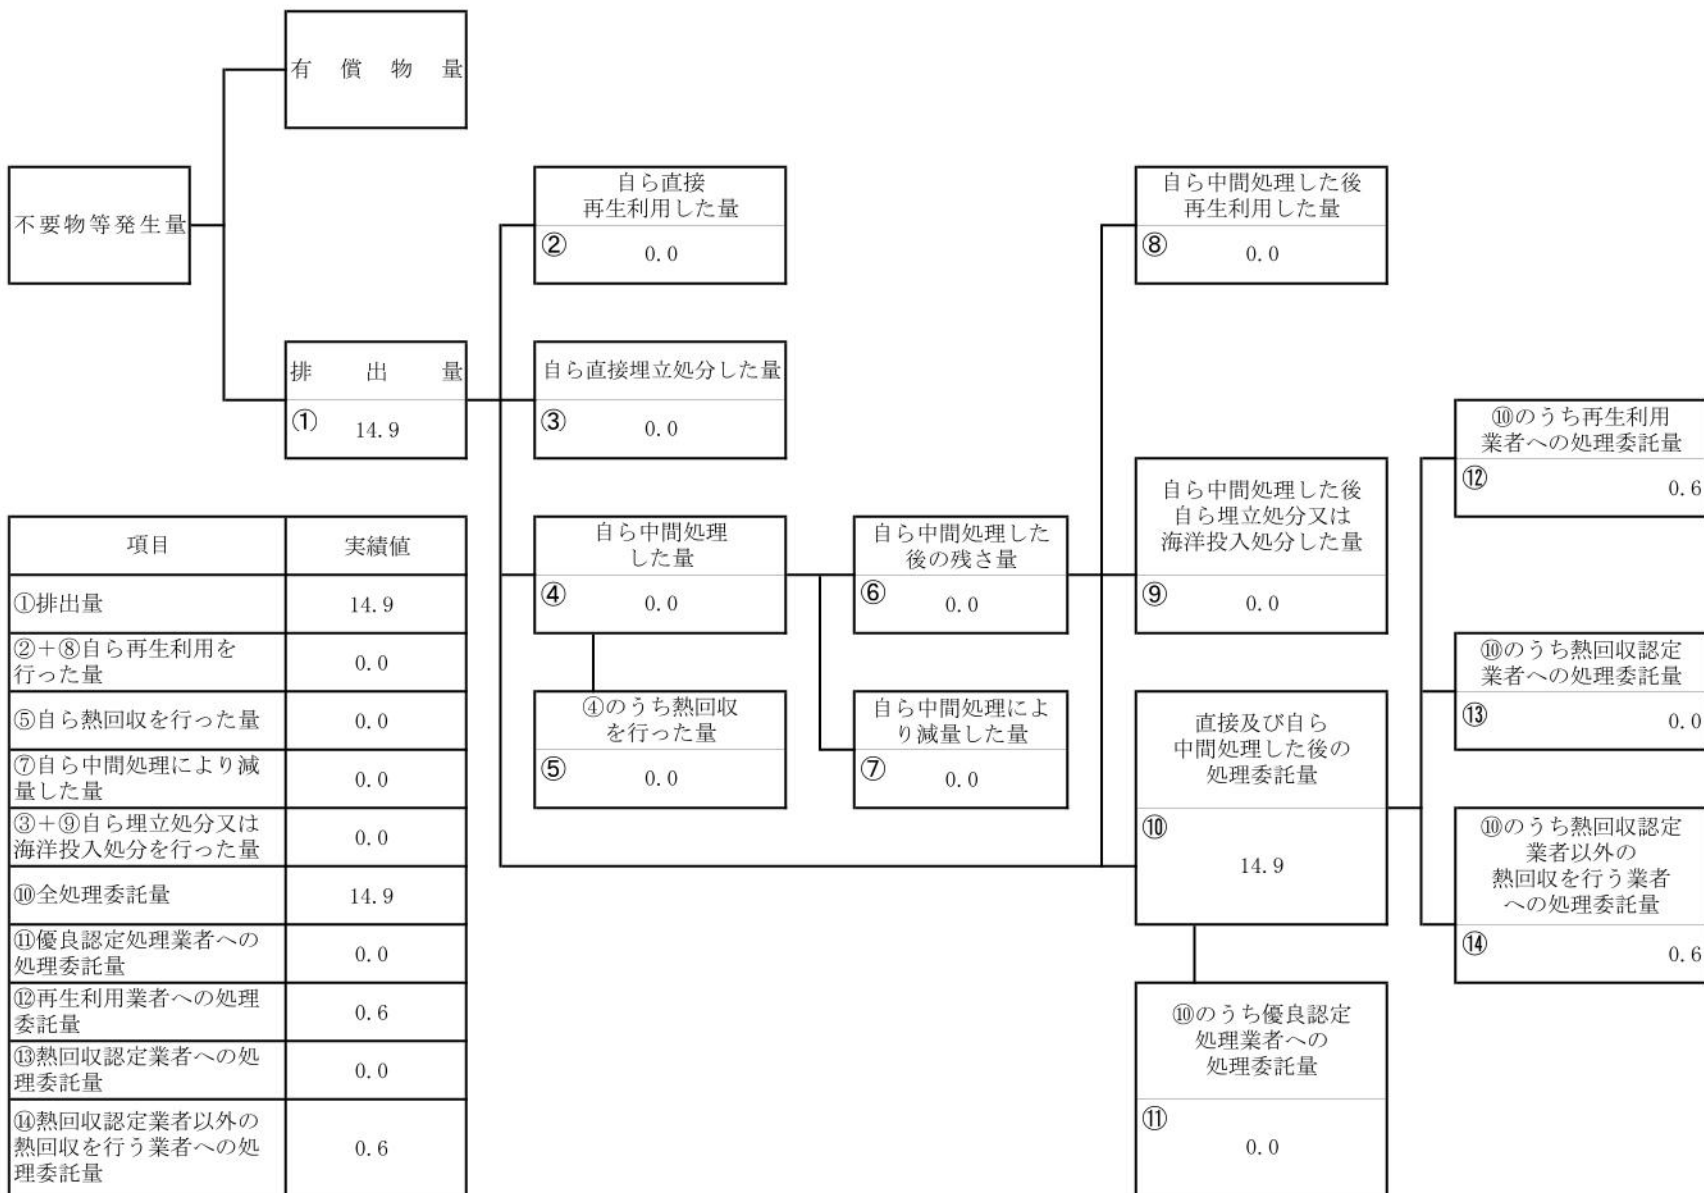 有償物量
不要物等発生量
排出量
①
14.9
自ら直接
再生利用した量
②
0.0
自ら直接埋立処分した量
③
0.0
自ら中間処理
した量
④
0.0
④のうち熱回収
を行った量
⑤
0.0
自ら中間処理した
後の残さ量
⑥
0.0
自ら中間処理によ
り減量した量
⑦
0.0
自ら中間処理した後
再生利用した量
⑧
0.0
自ら中間処理した後
自ら埋立処分又は
海洋投入処分した量
⑨
0.0
直接及び自ら
中間処理した後の
処理委託量
⑩
14.9
⑩のうち優良認定
処理業者への
処理委託量
⑪
0.0
⑩のうち再生利用
業者への処理委託量
⑫
0.6
⑩のうち熱回収認定
業者への処理委託量
⑬
0.0
⑩のうち熱回収認定
業者以外の
熱回収を行う業者
への処理委託量
⑭
0.6
項目
実績値
①排出量
14.9
②＋⑧自ら再生利用を
行った量
0.0
⑤自ら熱回収を行った量
0.0
⑦自ら中間処理により減
量した量
0.0
③＋⑨自ら埋立処分又は
海洋投入処分を行った量
0.0
⑩全処理委託量
14.9
⑪優良認定処理業者への
処理委託量
0.0
⑫再生利用業者への処理
委託量
0.6
⑬熱回収認定業者への処
理委託量
0.0
⑭熱回収認定業者以外の
熱回収を行う業者への処
理委託量
0.6